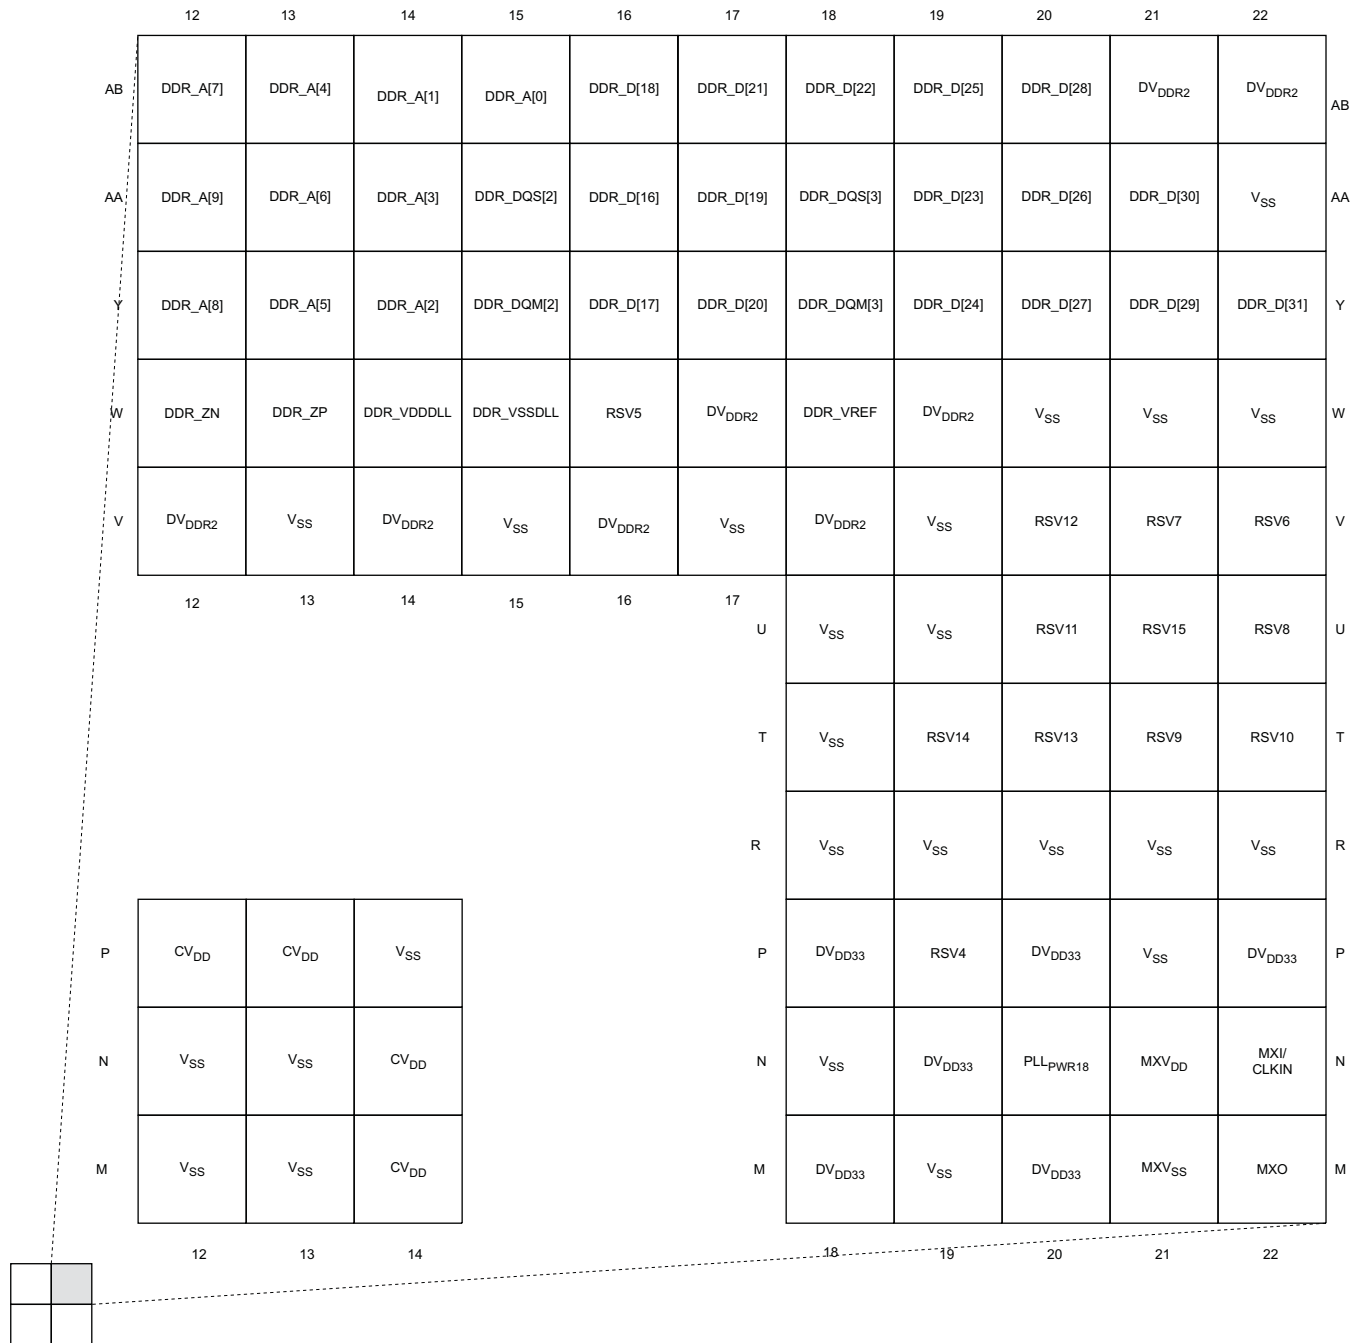 12 13 14 15 16 17 18 19 20 21 22
AB DDR_A[7] DDR_A[4] DDR_A[1] DDR_A[0] DDR_D[18] DDR_D[21] DDR_D[22] DDR_D[25] DDR_D[28] DVDDR2 DVDDR2 AB
AA DDR_A[9] DDR_A[6] DDR_A[3] DDR_DQS[2] DDR_D[16] DDR_D[19] DDR_DQS[3] DDR_D[23] DDR_D[26] DDR_D[30] VSS AA
Y DDR_A[8] DDR_A[5] DDR_A[2] DDR_DQM[2] DDR_D[17] DDR_D[20] DDR_DQM[3] DDR_D[24] DDR_D[27] DDR_D[29] DDR_D[31] Y
W DDR_ZN DDR_ZP DDR_VDDDLL DDR_VSSDLL RSV5 DVDDR2 DDR_VREF DVDDR2 VSS VSS VSS W
V DVDDR2 VSS DVDDR2 VSS DVDDR2 VSS DVDDR2 VSS RSV12 RSV7 RSV6 V
12 13 14 15 16 17
U VSS VSS RSV11 RSV15 RSV8 U
T VSS RSV14 RSV13 RSV9 RSV10 T
R VSS VSS VSS VSS VSS R
P CVDD CVDD VSS P DVDD33 RSV4 DVDD33 VSS DVDD33 P
N VSS VSS CVDD N VSS DVDD33 PLLPWR18 MXVDD MXI/ N
CLKIN
M VSS VSS CVDD M DVDD33 VSS DVDD33 MXVSS MXO M
12 13 14 18 19 20 21 22